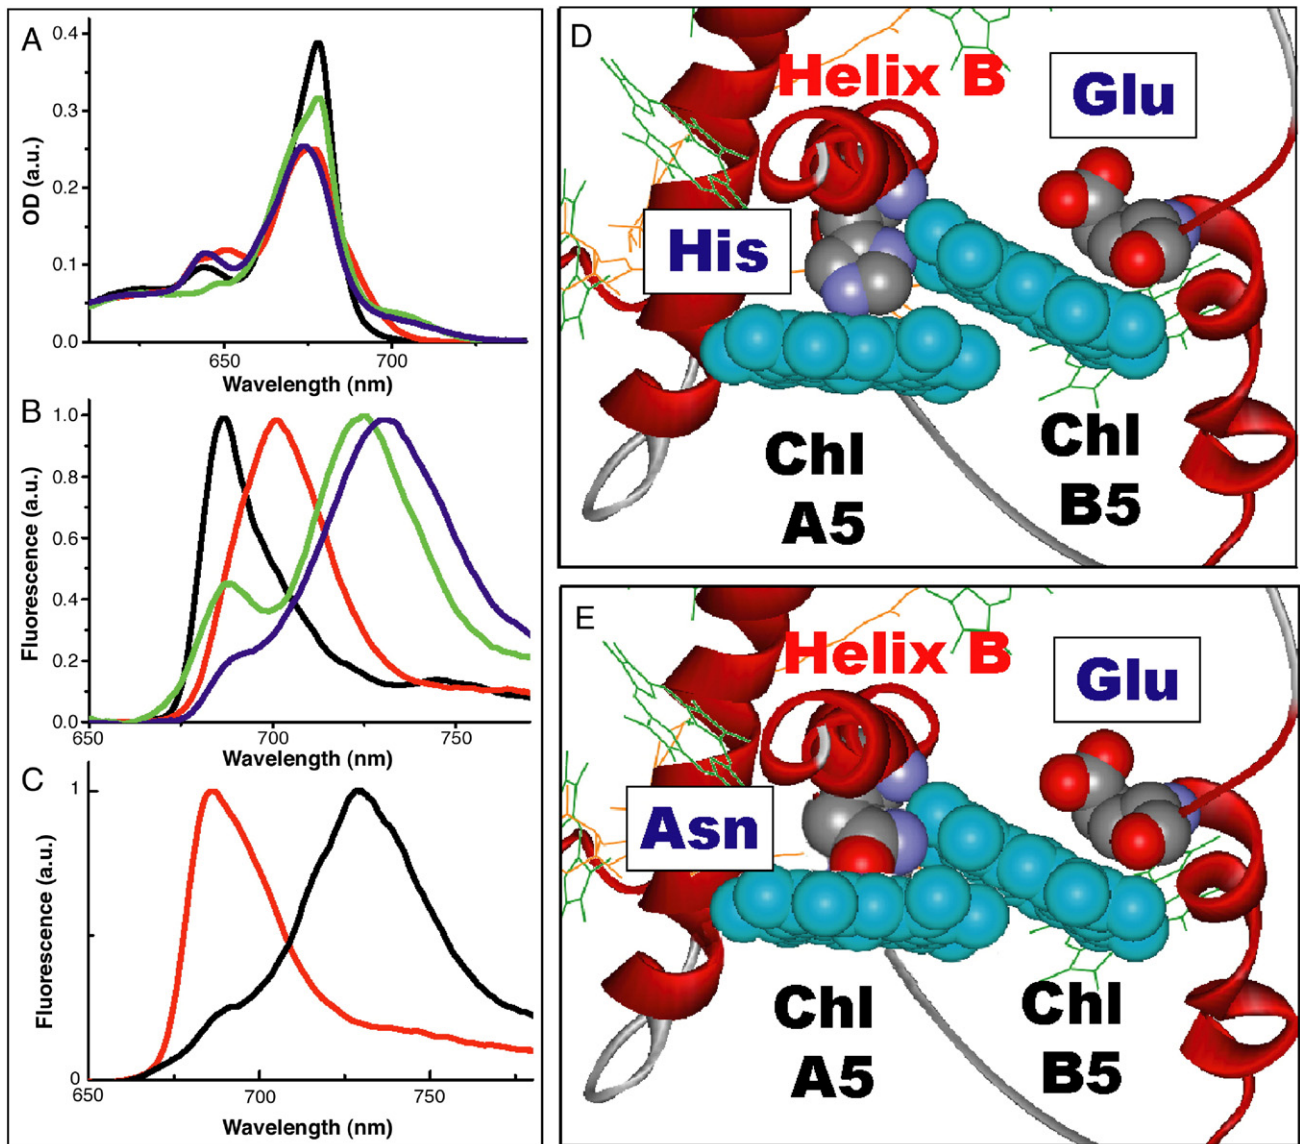 A
0.4
0.3
0.2
0.1
0.0
OD (a.u.)
650
700
Wavelength (nm)
B
1.0
0.8
0.6
0.4
0.2
0.0
Fluorescence (a.u.)
650
700
750
Wavelength (nm)
C
1
0
Fluorescence (a.u.)
650
700
750
Wavelength (nm)
D
Helix B
Glu
His
Chl
A5
Chl
B5
E
Helix B
Glu
Asn
Chl
A5
Chl
B5